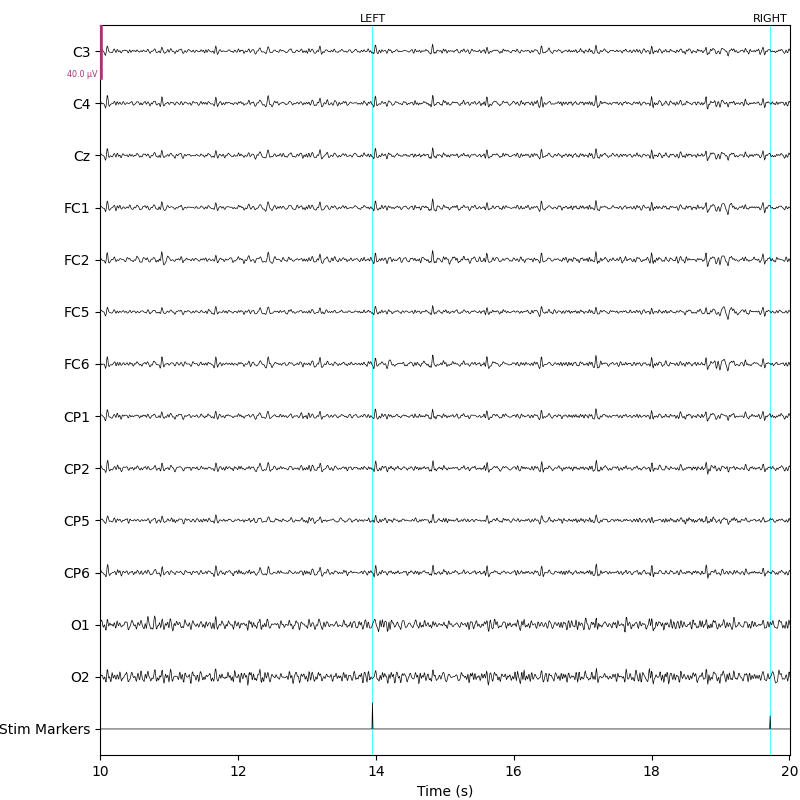 LEFT RIGHT
C3
40.0 µV
C4
Cz
FC1
FC2
FC5
FC6
CP1
CP2
CP5
CP6
O1
O2
Stim Markers
10 12 14 16 18 20
Time (s)